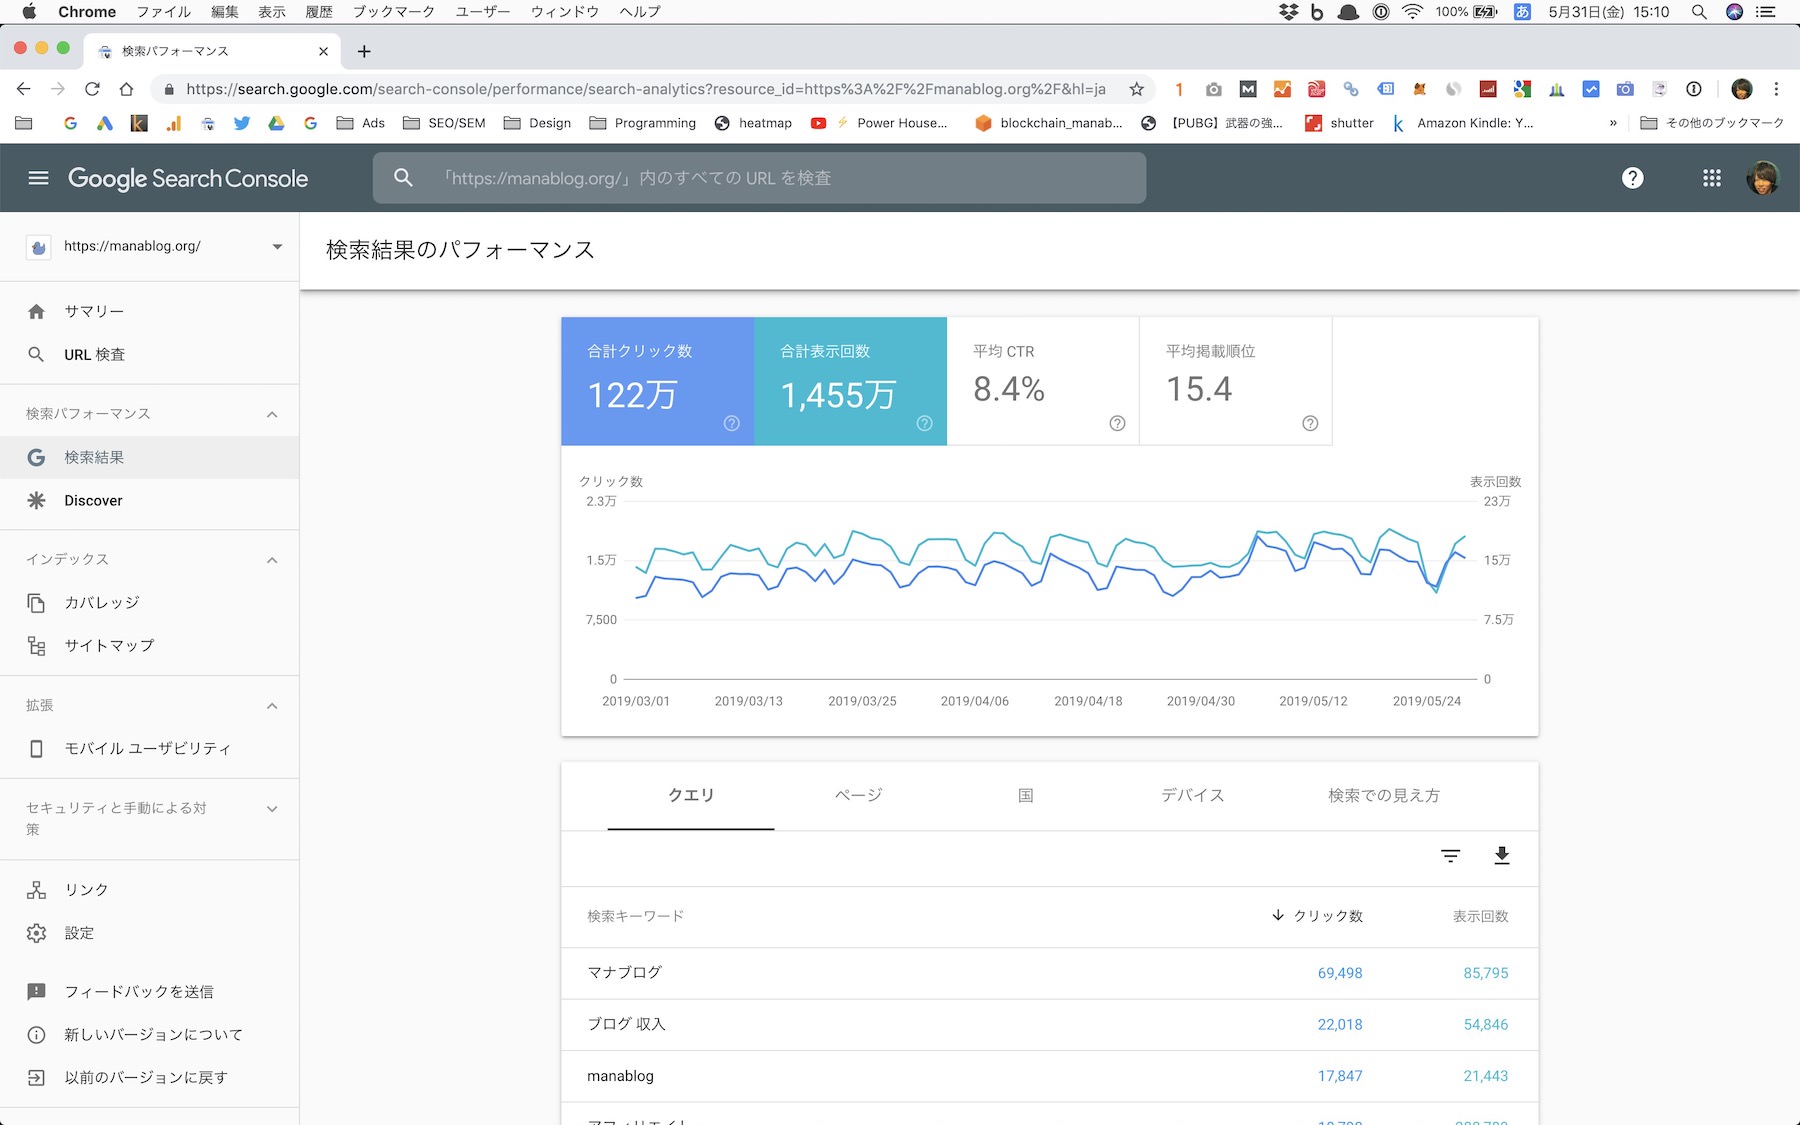 Chrome ファイル 編集 表示 履歴 ブックマーク ユーザー ウィンドウ ヘルプ 100% あ 5月31日(金) 15:10
検索パフォーマンス
https://search.google.com/search-console/performance/search-analytics?resource_id=https%3A%2F%2Fmanablog.org%2F&hl=ja
Ads SEO/SEM Design Programming heatmap Power House... blockchain_manab... 【PUBG】武器の強... shutter Amazon Kindle: Y... » その他のブックマーク
Google Search Console
「https://manablog.org/」内のすべての URL を検査
https://manablog.org/
検索結果のパフォーマンス
サマリー
URL 検査
検索パフォーマンス
検索結果
Discover
インデックス
カバレッジ
サイトマップ
拡張
モバイル ユーザビリティ
セキュリティと手動による対
策
リンク
設定
フィードバックを送信
新しいバージョンについて
以前のバージョンに戻す
合計クリック数
122万
合計表示回数
1,455万
平均 CTR
8.4%
平均掲載順位
15.4
クリック数 表示回数
2.3万 23万
1.5万 15万
7,500 7.5万
0 0
2019/03/01 2019/03/13 2019/03/25 2019/04/06 2019/04/18 2019/04/30 2019/05/12 2019/05/24
クエリ ページ 国 デバイス 検索での見え方
検索キーワード クリック数 表示回数
マナブログ 69,498 85,795
ブログ 収入 22,018 54,846
manablog 17,847 21,443
アフィリエイト